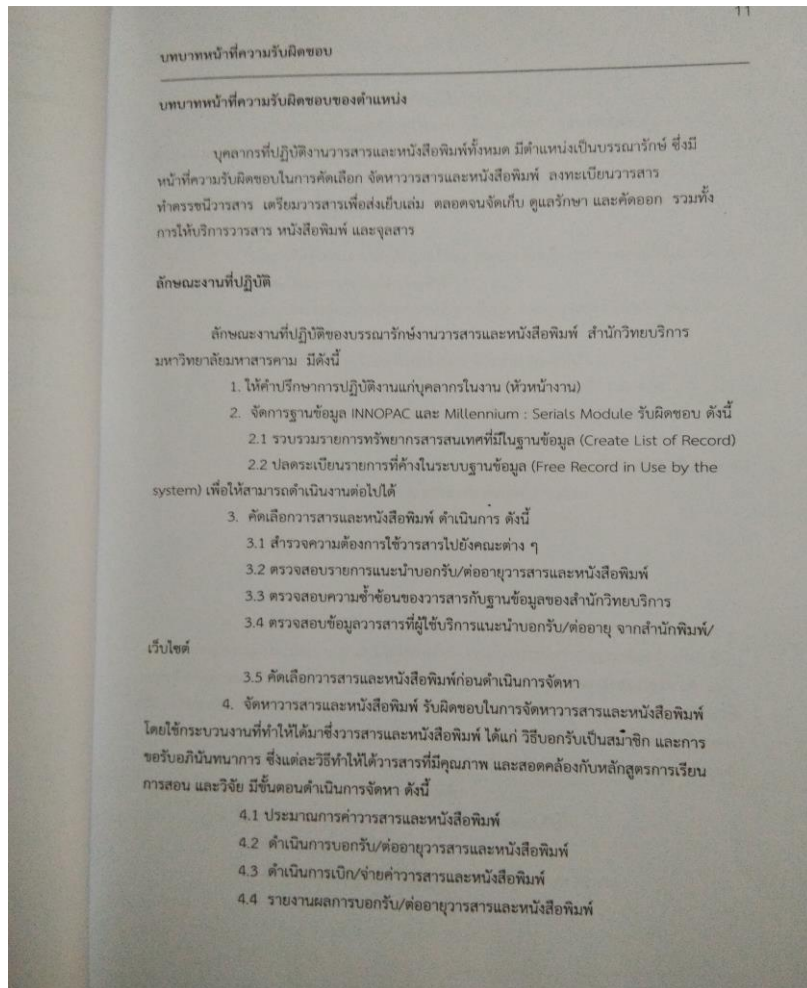 11
บทบาทหน้าที่ความรับผิดชอบ
บทบาทหน้าที่ความรับผิดชอบของตำแหน่ง
บุคลากรที่ปฏิบัติงานวารสารและหนังสือพิมพ์ทั้งหมด มีตำแหน่งเป็นบรรณารักษ์ ซึ่งมี
หน้าที่ความรับผิดชอบในการคัดเลือก จัดหาวารสารและหนังสือพิมพ์ ลงทะเบียนวารสาร
ทำดรรชนีวารสาร เตรียมวารสารเพื่อส่งเย็บเล่ม ตลอดจนจัดเก็บ ดูแลรักษา และคัดออก รวมทั้ง
การให้บริการวารสาร หนังสือพิมพ์ และจุลสาร
ลักษณะงานที่ปฏิบัติ
ลักษณะงานที่ปฏิบัติของบรรณารักษ์งานวารสารและหนังสือพิมพ์ สำนักวิทยบริการ
มหาวิทยาลัยมหาสารคาม มีดังนี้
1. ให้คำปรึกษาการปฏิบัติงานแก่บุคลากรในงาน (หัวหน้างาน)
2. จัดการฐานข้อมูล INNOPAC และ Millennium : Serials Module รับผิดชอบ ดังนี้
2.1 รวบรวมรายการทรัพยากรสารสนเทศที่มีในฐานข้อมูล (Create List of Record)
2.2 ปลดระเบียนรายการที่ค้างในระบบฐานข้อมูล (Free Record in Use by the
system) เพื่อให้สามารถดำเนินงานต่อไปได้
3. คัดเลือกวารสารและหนังสือพิมพ์ ดำเนินการ ดังนี้
3.1 สำรวจความต้องการใช้วารสารไปยังคณะต่าง ๆ
3.2 ตรวจสอบรายการแนะนำบอกรับ/ต่ออายุวารสารและหนังสือพิมพ์
3.3 ตรวจสอบความซ้ำซ้อนของวารสารกับฐานข้อมูลของสำนักวิทยบริการ
3.4 ตรวจสอบข้อมูลวารสารที่ผู้ใช้บริการแนะนำบอกรับ/ต่ออายุ จากสำนักพิมพ์/
เว็บไซต์
3.5 คัดเลือกวารสารและหนังสือพิมพ์ก่อนดำเนินการจัดหา
4. จัดหาวารสารและหนังสือพิมพ์ รับผิดชอบในการจัดหาวารสารและหนังสือพิมพ์
โดยใช้กระบวนงานที่ทำให้ได้มาซึ่งวารสารและหนังสือพิมพ์ ได้แก่ วิธีบอกรับเป็นสมาชิก และการ
ขอรับอภินันทนาการ ซึ่งแต่ละวิธีทำให้ได้วารสารที่มีคุณภาพ และสอดคล้องกับหลักสูตรการเรียน
การสอน และวิจัย มีขั้นตอนดำเนินการจัดหา ดังนี้
4.1 ประมาณการค่าวารสารและหนังสือพิมพ์
4.2 ดำเนินการบอกรับ/ต่ออายุวารสารและหนังสือพิมพ์
4.3 ดำเนินการเบิก/จ่ายค่าวารสารและหนังสือพิมพ์
4.4 รายงานผลการบอกรับ/ต่ออายุวารสารและหนังสือพิมพ์